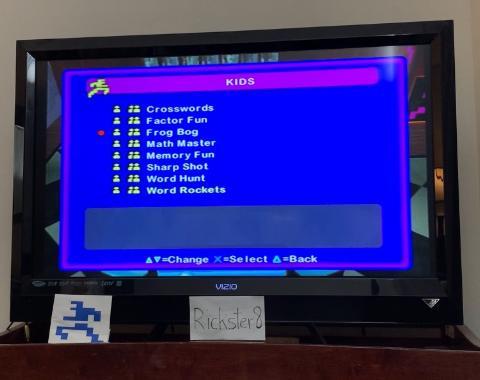 KIDS
Crosswords
Factor Fun
Frog Bog
Math Master
Memory Fun
Sharp Shot
Word Hunt
Word Rockets
▲▼=Change ✕=Select ▲=Back
VIZIO
Rickster8